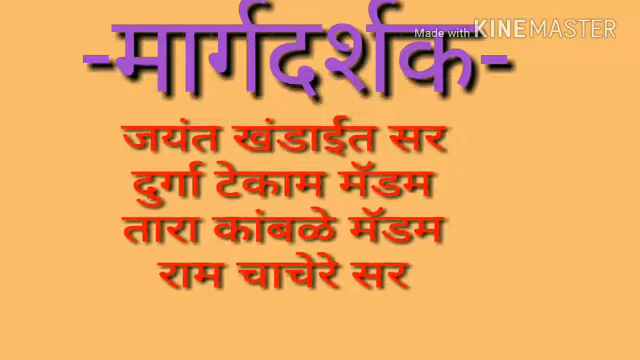 Made with KINEMASTER
-मार्गदर्शक-
जयंत खंडाईत सर
दुर्गा टेकाम मॅडम
तारा कांबळे मॅडम
राम चाचेरे सर